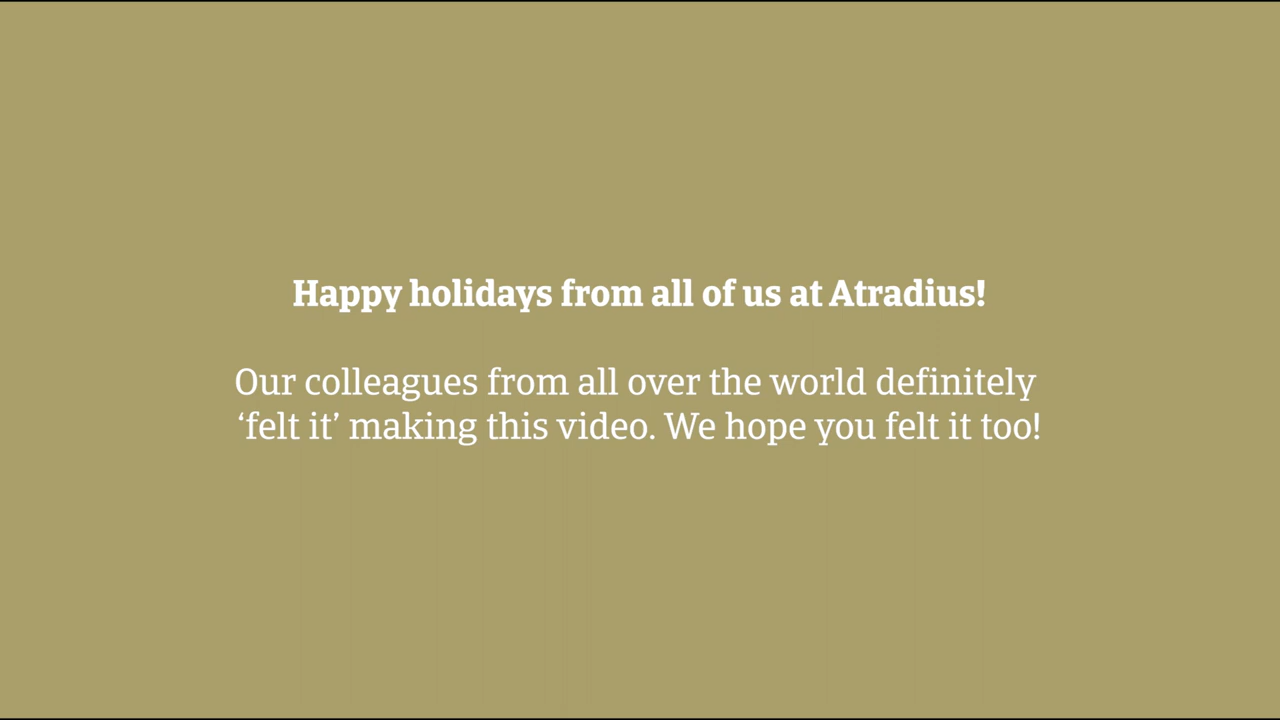 Happy holidays from all of us at Atradius!
Our colleagues from all over the world definitely
‘felt it’ making this video. We hope you felt it too!